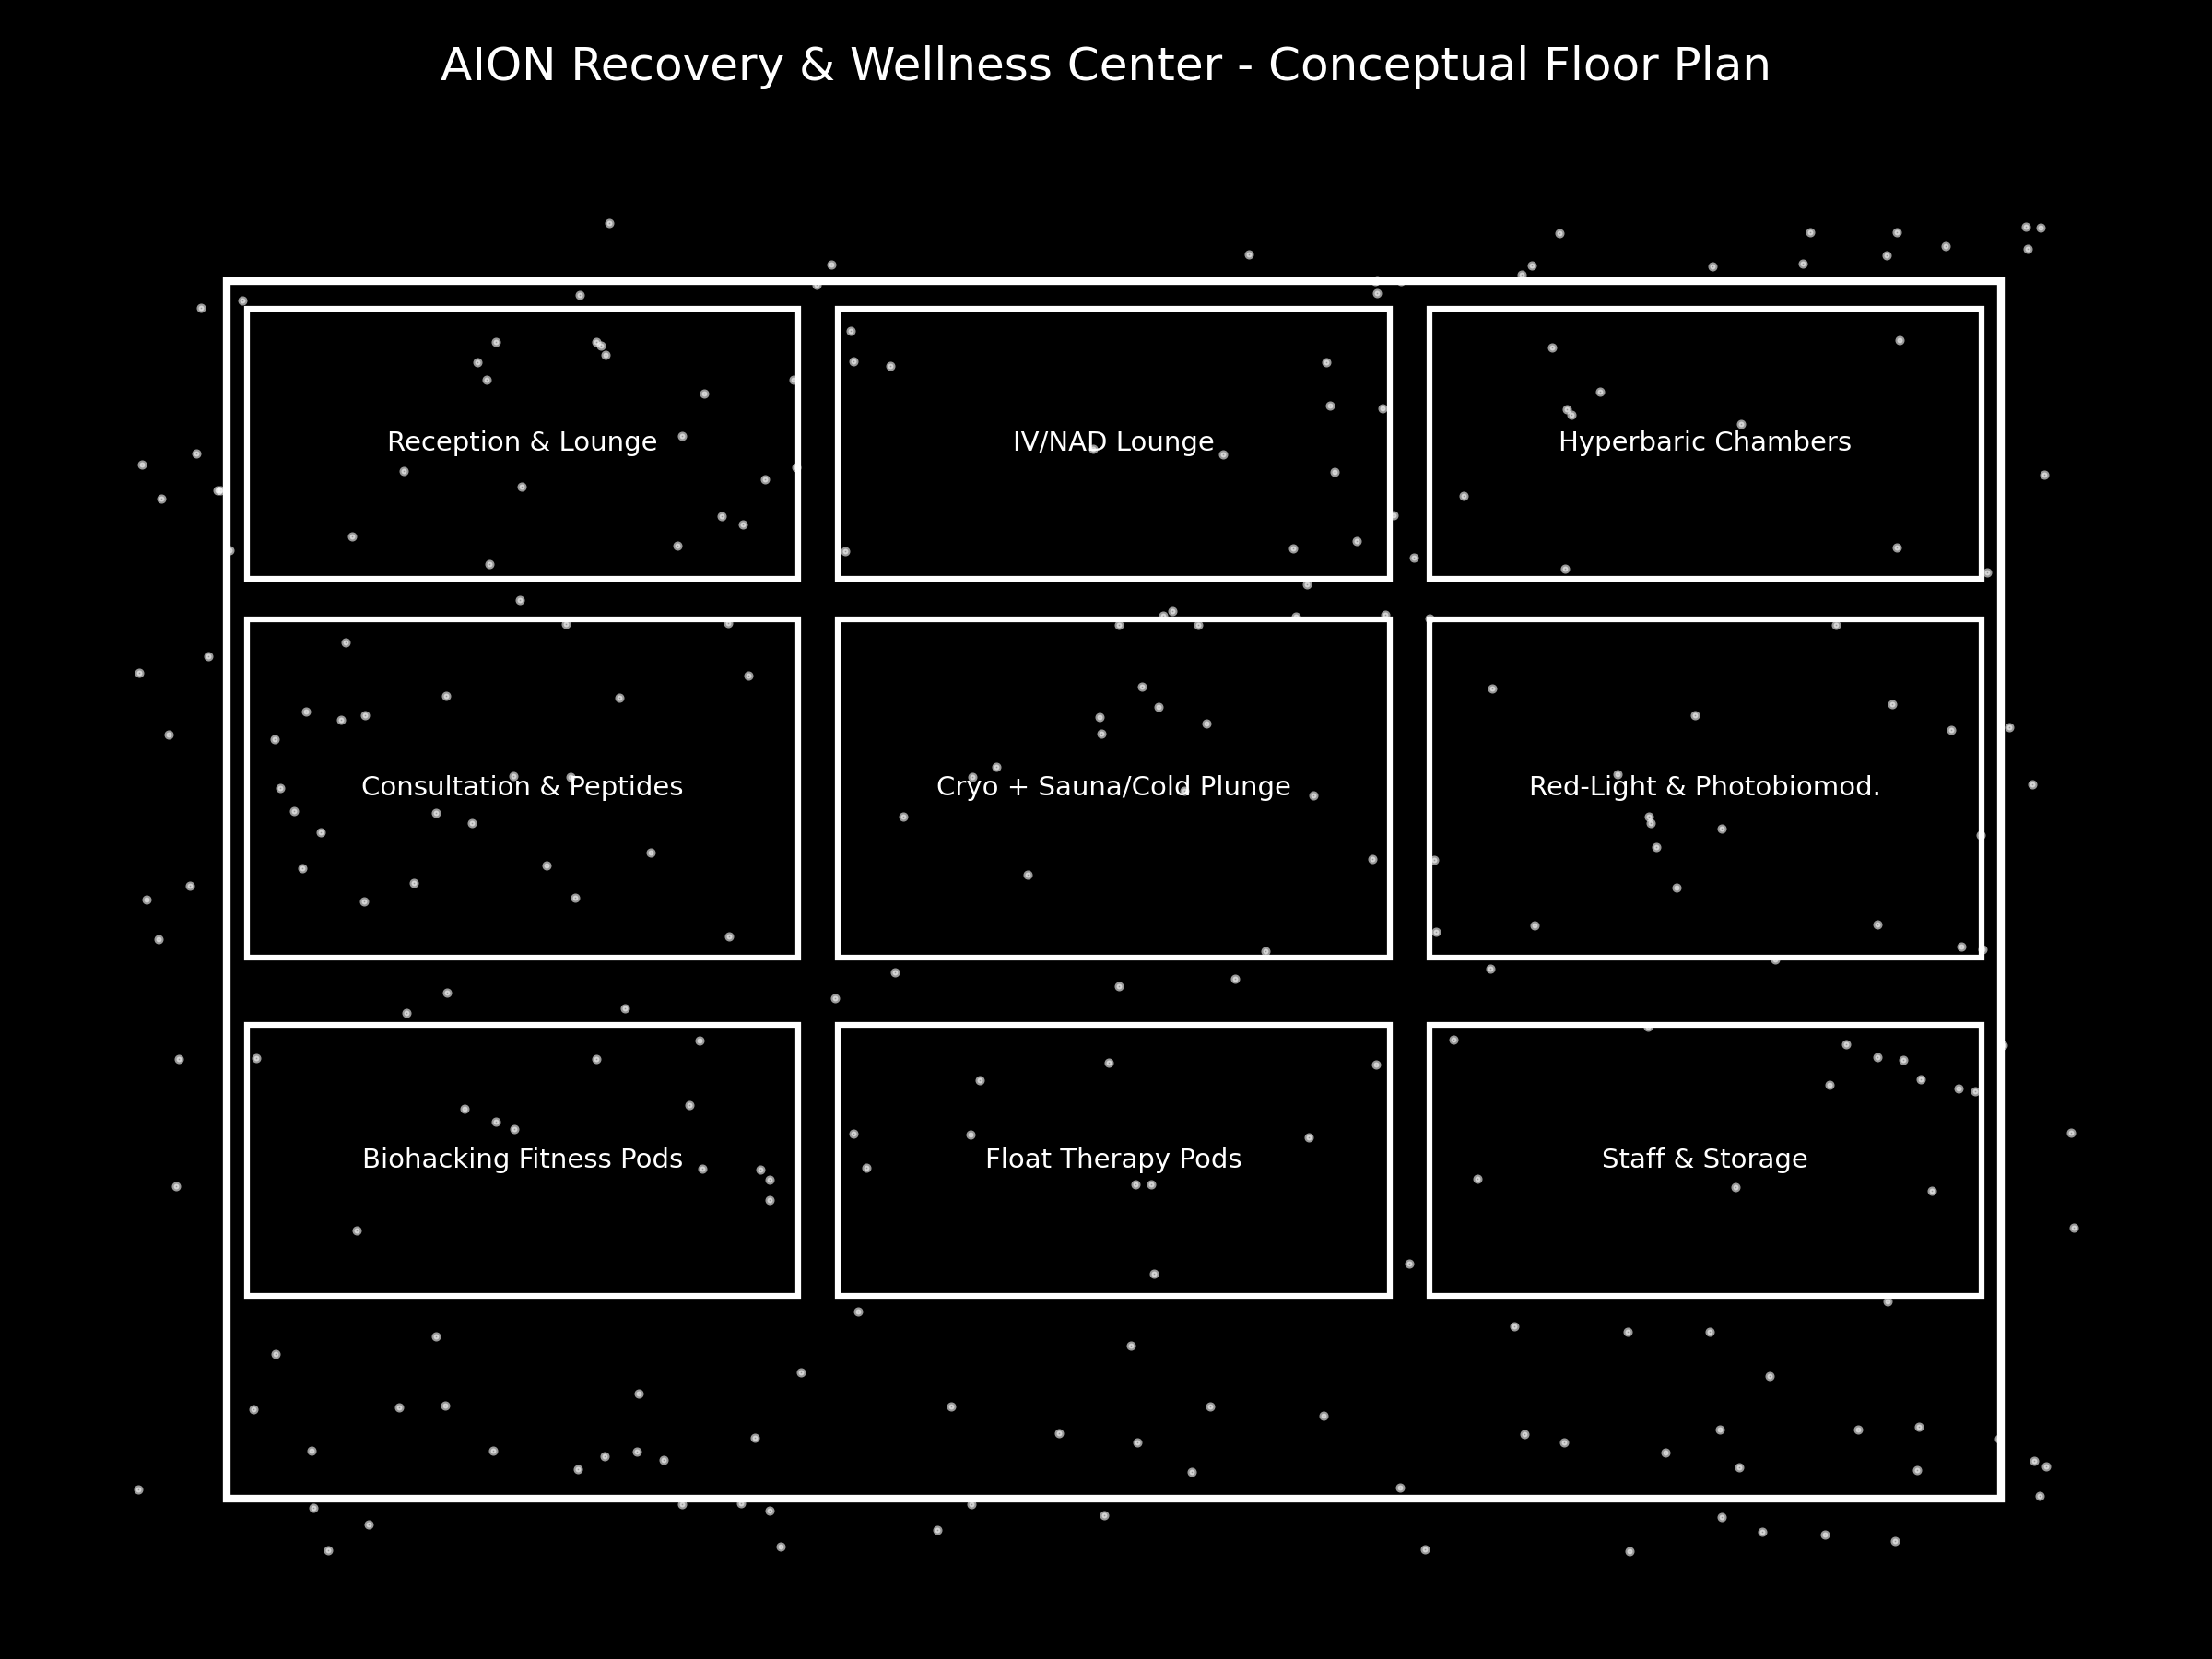 AION Recovery & Wellness Center - Conceptual Floor Plan
Reception & Lounge
IV/NAD Lounge
Hyperbaric Chambers
Consultation & Peptides
Cryo + Sauna/Cold Plunge
Red-Light & Photobiomod.
Biohacking Fitness Pods
Float Therapy Pods
Staff & Storage